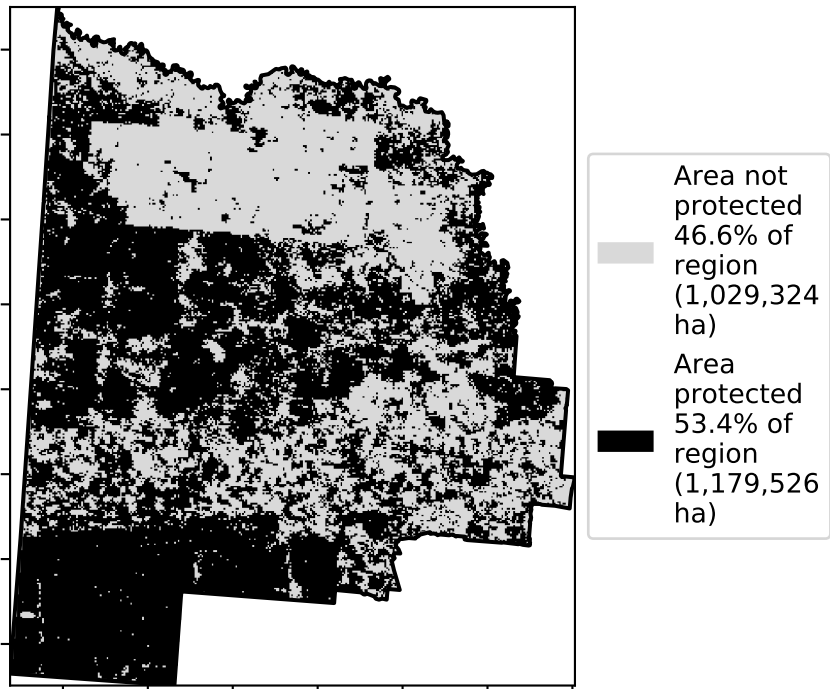 Area not
protected
46.6% of
region
(1,029,324
ha)
Area
protected
53.4% of
region
(1,179,526
ha)